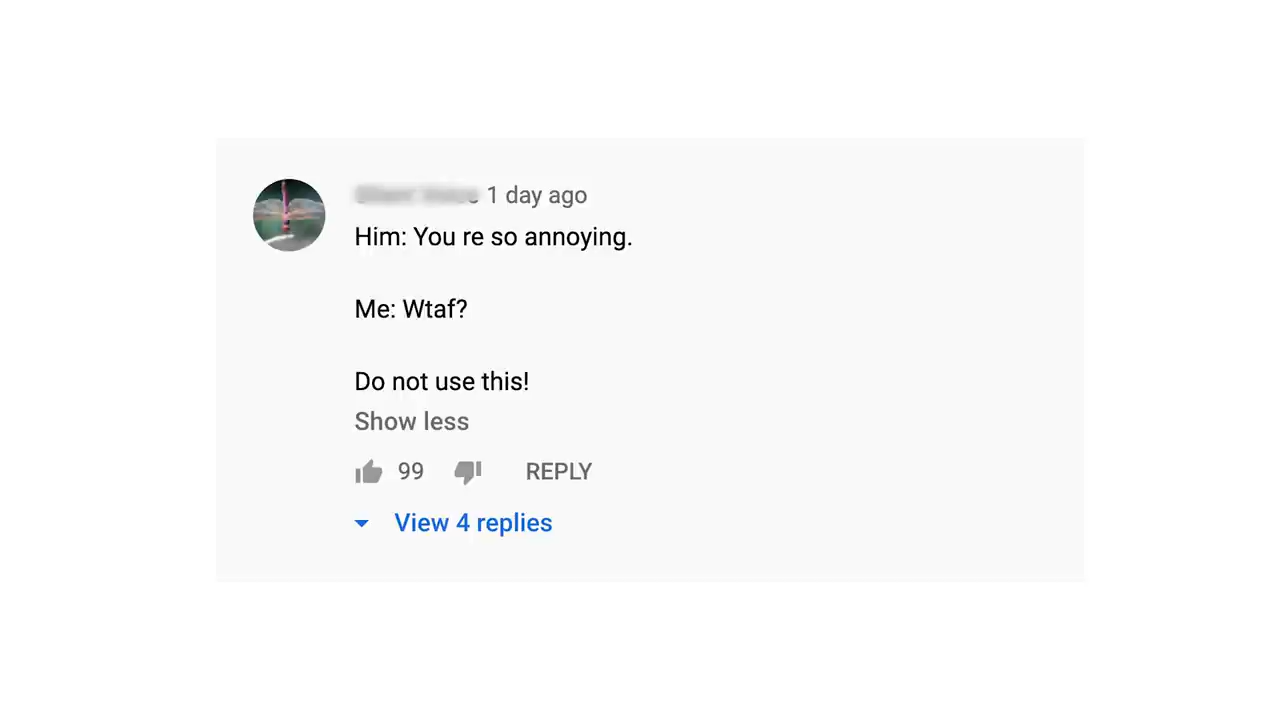 1 day ago
Him: You re so annoying.
Me: Wtaf?
Do not use this!
Show less
99 REPLY
View 4 replies